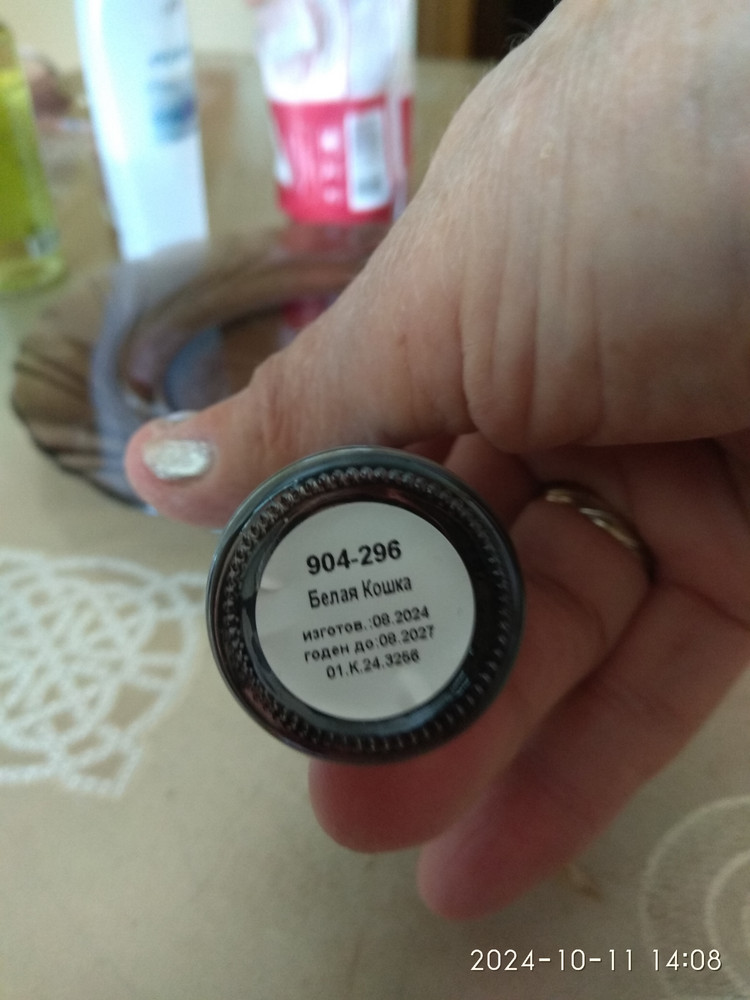 904-296
Белая Кошка
изготов.:08.2024
годен до:08.2027
01.К.24.3266
2024-10-11 14:08